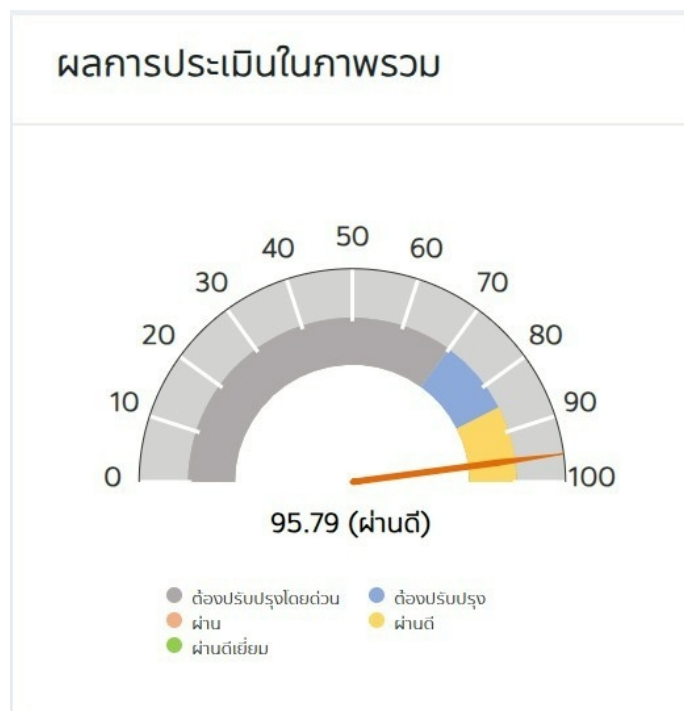 ผลการประเมินในภาพรวม
50
40
60
30
70
20
80
10
90
0
100
95.79 (ผ่านดี)
ต้องปรับปรุงโดยด่วน ต้องปรับปรุง
ผ่าน ผ่านดี
ผ่านดีเยี่ยม